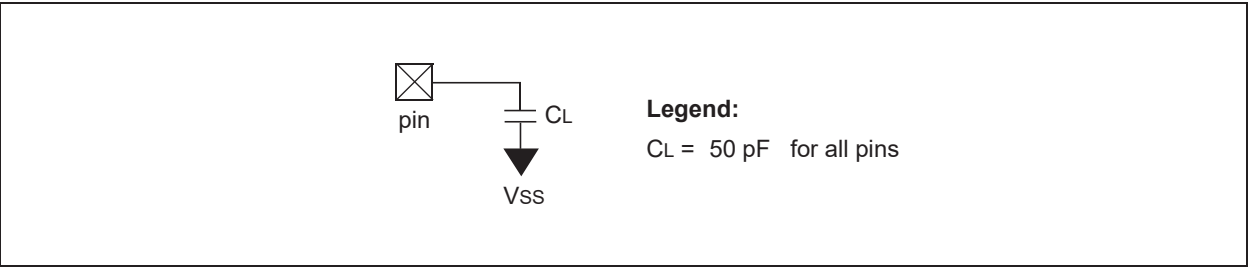 pin
CL
VSS
Legend:
CL = 50 pF for all pins